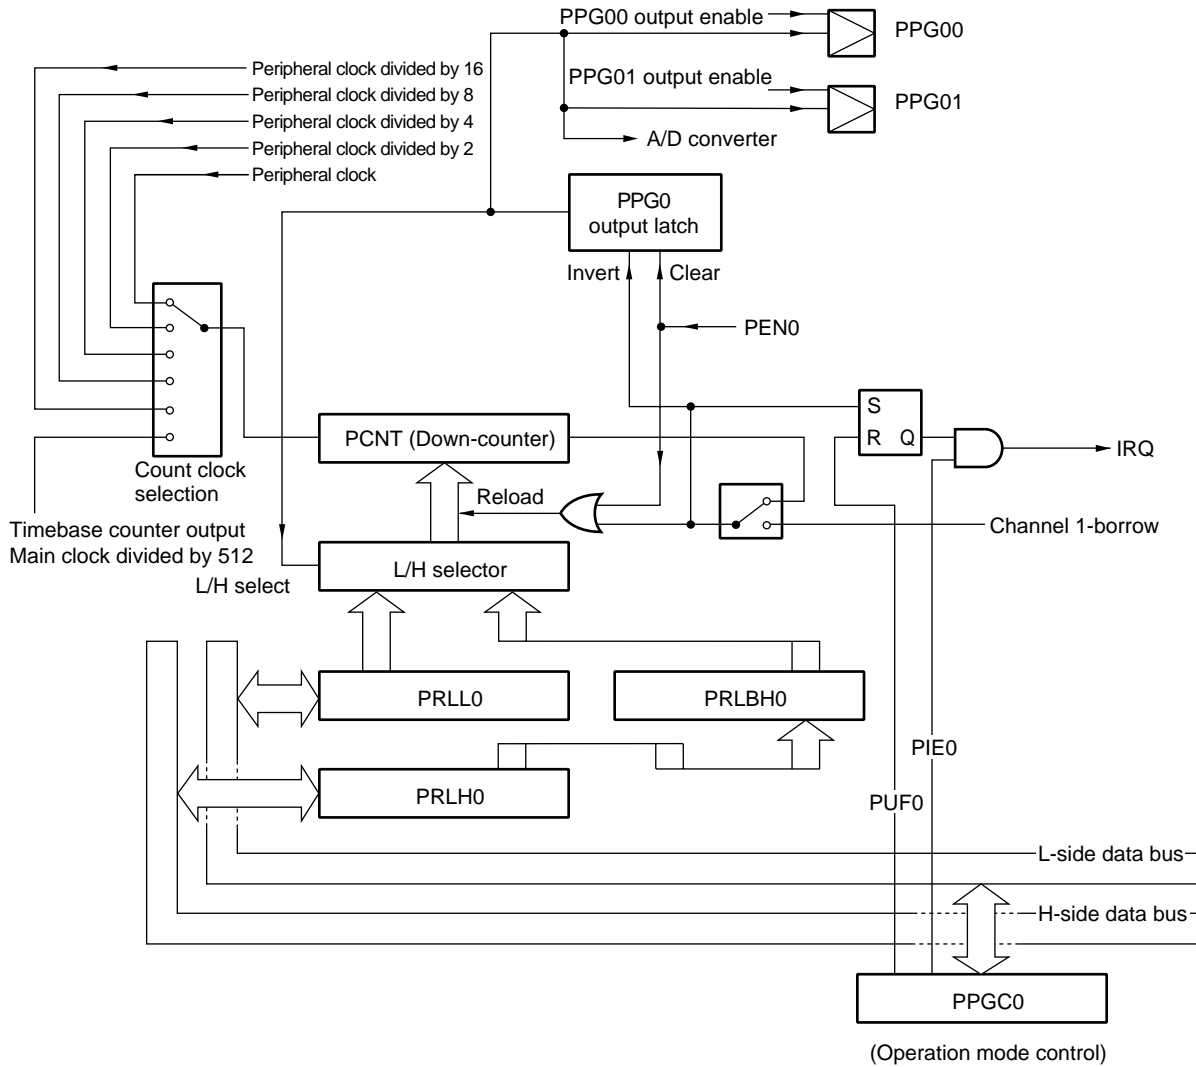 PPG00 output enable
PPG00
Peripheral clock divided by 16
PPG01 output enable
Peripheral clock divided by 8
PPG01
Peripheral clock divided by 4
A/D converter
Peripheral clock divided by 2
Peripheral clock
PPG0
output latch
Invert
Clear
PEN0
S
R Q
PCNT (Down-counter)
IRQ
Count clock
selection
Reload
Timebase counter output
Main clock divided by 512
Channel 1-borrow
L/H selector
L/H select
PRLL0
PRLBH0
PIE0
PRLH0
PUF0
L-side data bus
H-side data bus
PPGC0
(Operation mode control)